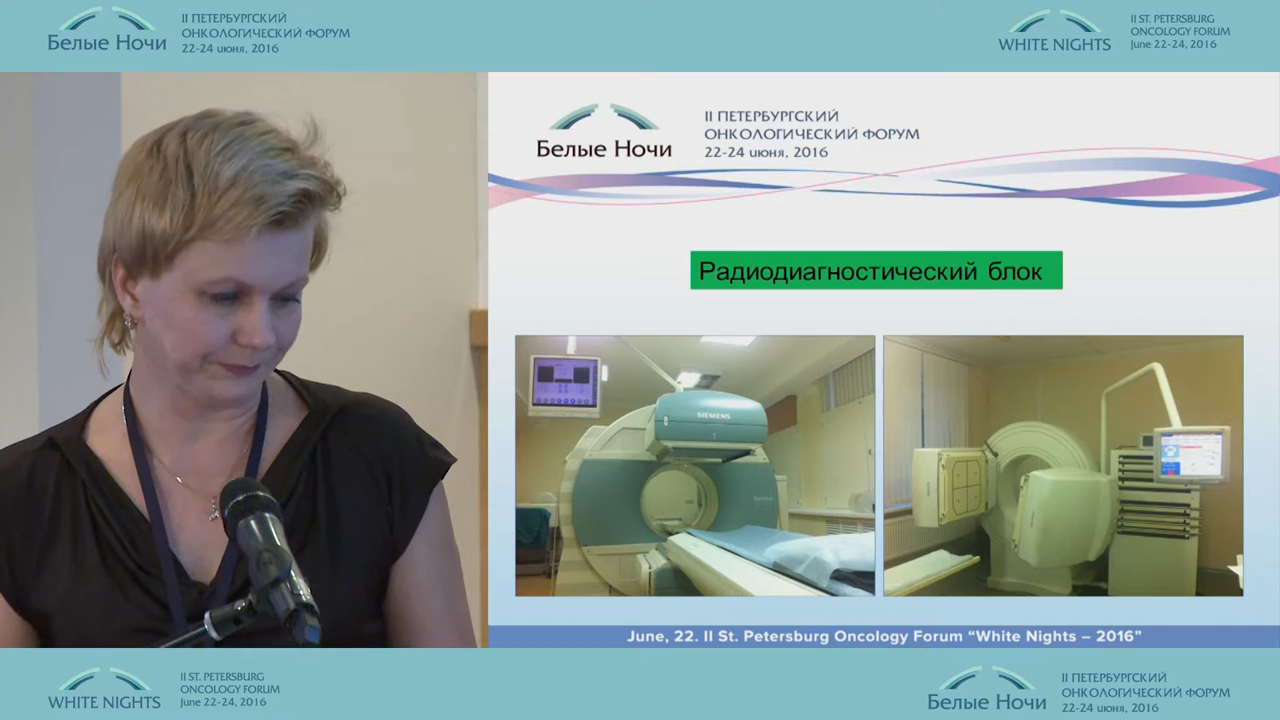 Белые Ночи
II ПЕТЕРБУРГСКИЙ
ОНКОЛОГИЧЕСКИЙ ФОРУМ
22-24 июня, 2016
WHITE NIGHTS
II ST. PETERSBURG
ONCOLOGY FORUM
June 22-24, 2016
Белые Ночи
II ПЕТЕРБУРГСКИЙ
ОНКОЛОГИЧЕСКИЙ ФОРУМ
22-24 июня, 2016
Радиодиагностический блок
SIEMENS
June, 22. II St. Petersburg Oncology Forum “White Nights – 2016”
WHITE NIGHTS
II ST. PETERSBURG
ONCOLOGY FORUM
June 22-24, 2016
Белые Ночи
II ПЕТЕРБУРГСКИЙ
ОНКОЛОГИЧЕСКИЙ ФОРУМ
22-24 июня, 2016